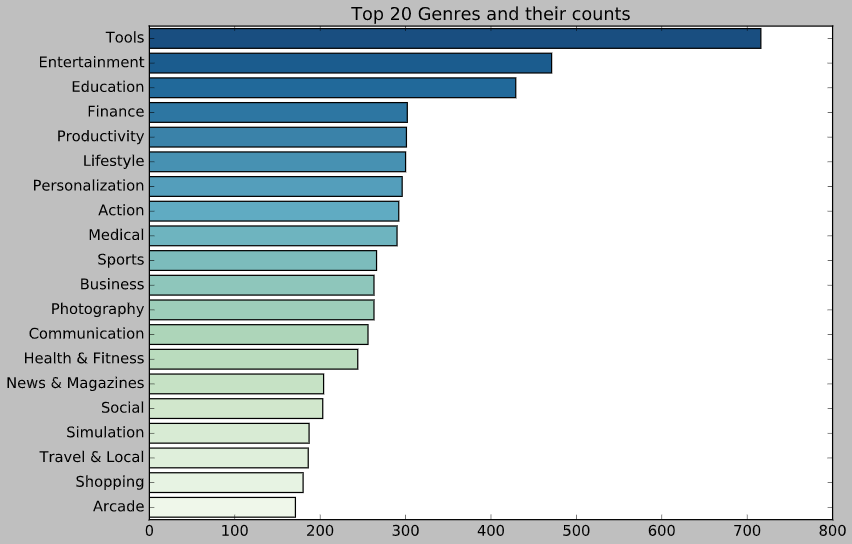 Top 20 Genres and their counts
Tools
Entertainment
Education
Finance
Productivity
Lifestyle
Personalization
Action
Medical
Sports
Business
Photography
Communication
Health & Fitness
News & Magazines
Social
Simulation
Travel & Local
Shopping
Arcade
0 100 200 300 400 500 600 700 800